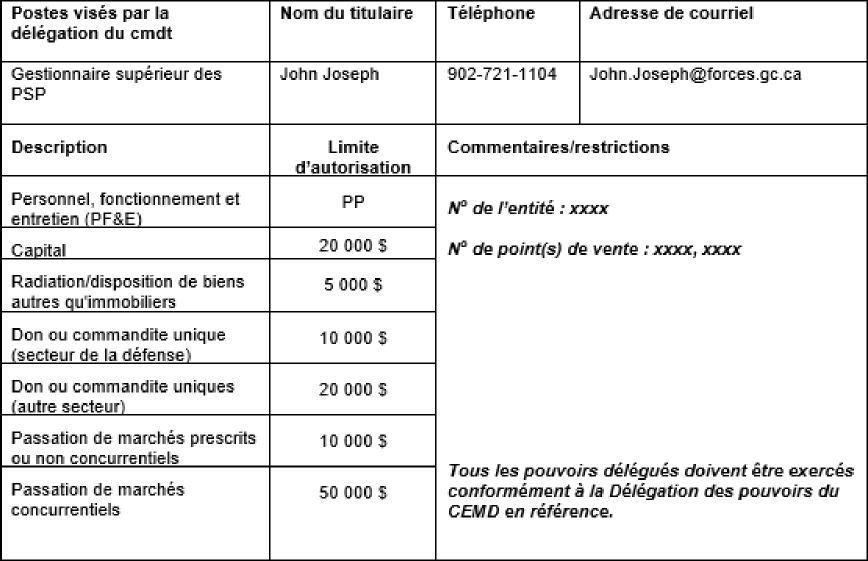 Postes visés par la
délégation du cmdt
Nom du titulaire
Téléphone
Adresse de courriel
Gestionnaire supérieur des
PSP
John Joseph
902-721-1104
John.Joseph@forces.gc.ca
Description
Limite
d'autorisation
Commentaires/restrictions
Personnel, fonctionnement et
entretien (PF&E)
PP
Nº de l'entité : xxxx
Nº de point(s) de vente : xxxx, xxxx
Capital
20 000 $
Radiation/disposition de biens
autres qu'immobiliers
5 000 $
Don ou commandite unique
(secteur de la défense)
10 000 $
Don ou commandite uniques
(autre secteur)
20 000 $
Passation de marchés prescrits
ou non concurrentiels
10 000 $
Passation de marchés
concurrentiels
50 000 $
Tous les pouvoirs délégués doivent être exercés
conformément à la Délégation des pouvoirs du
CEMD en référence.